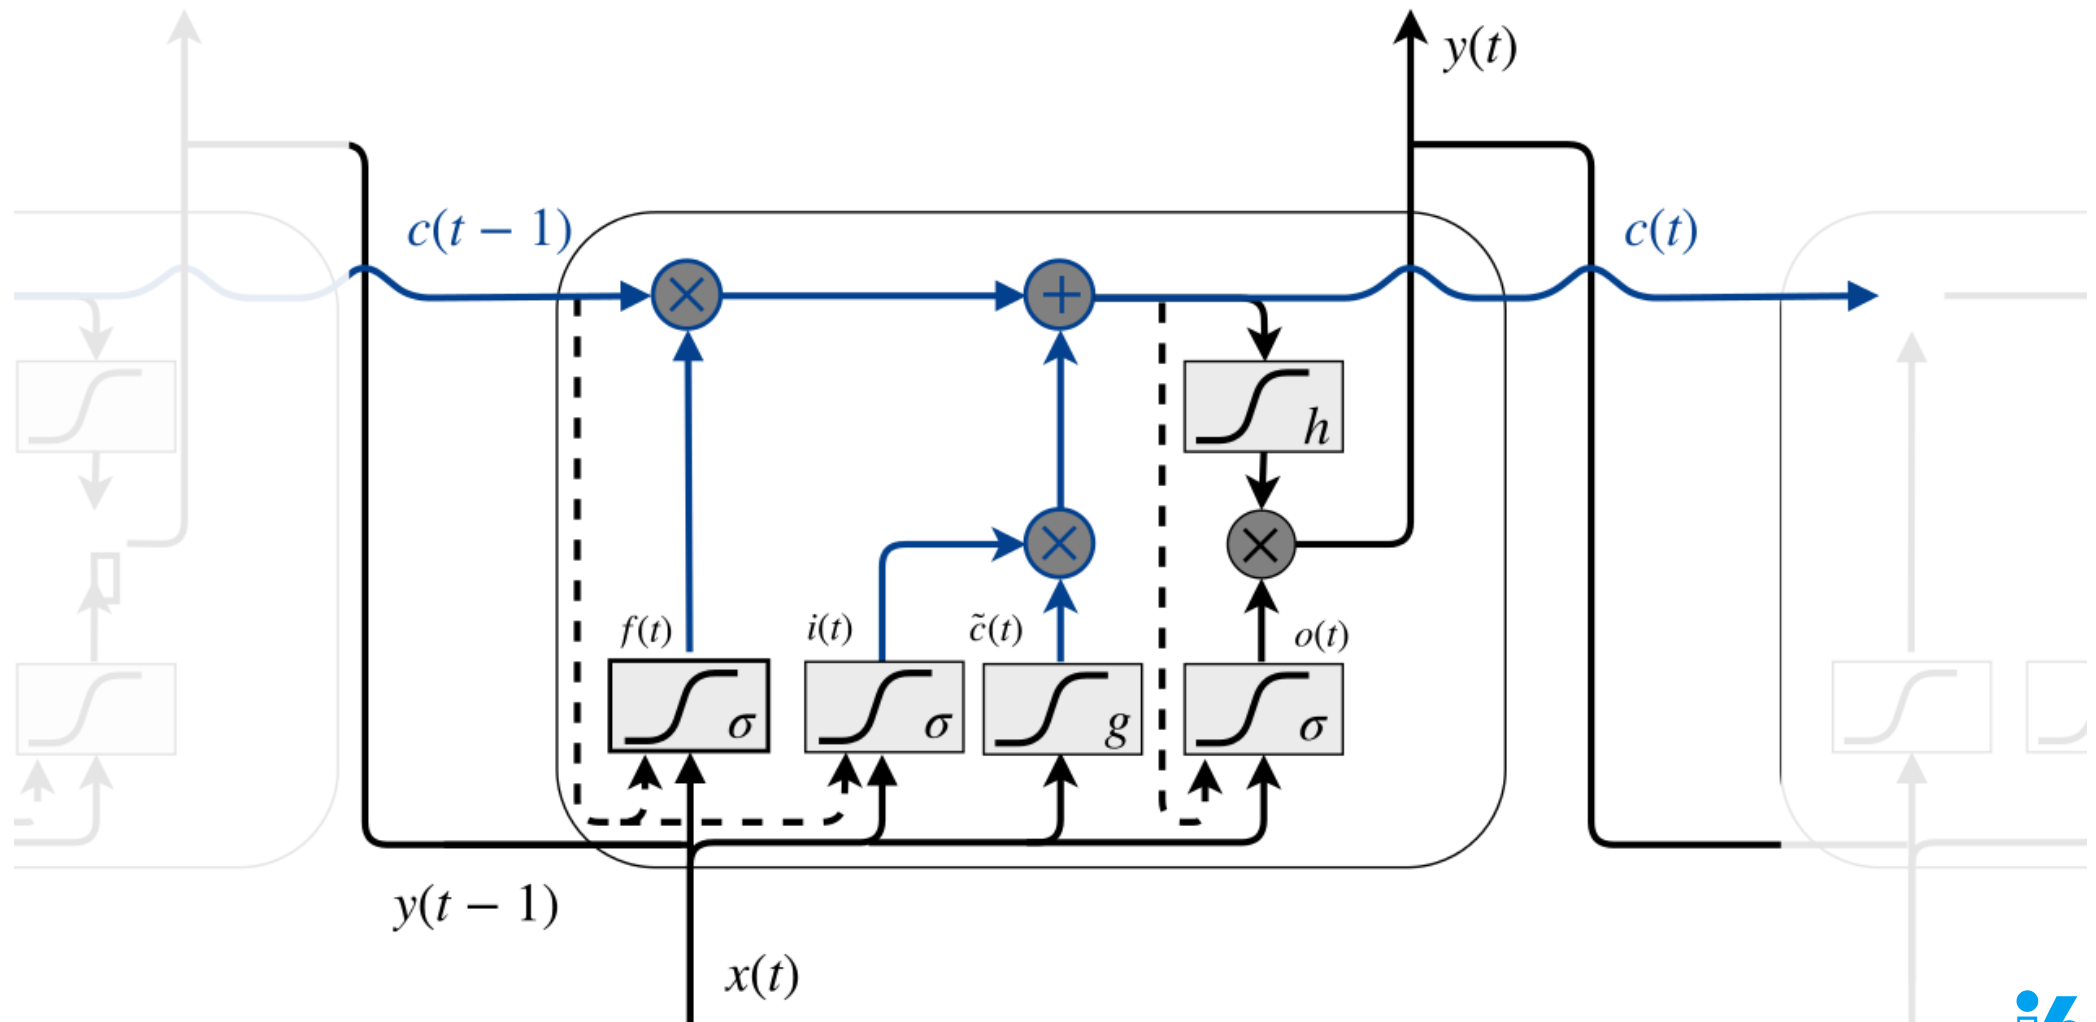 y(t)
c(t − 1)
c(t)
h
f(t)
i(t)
c̃(t)
o(t)
σ
σ
g
σ
y(t − 1)
x(t)